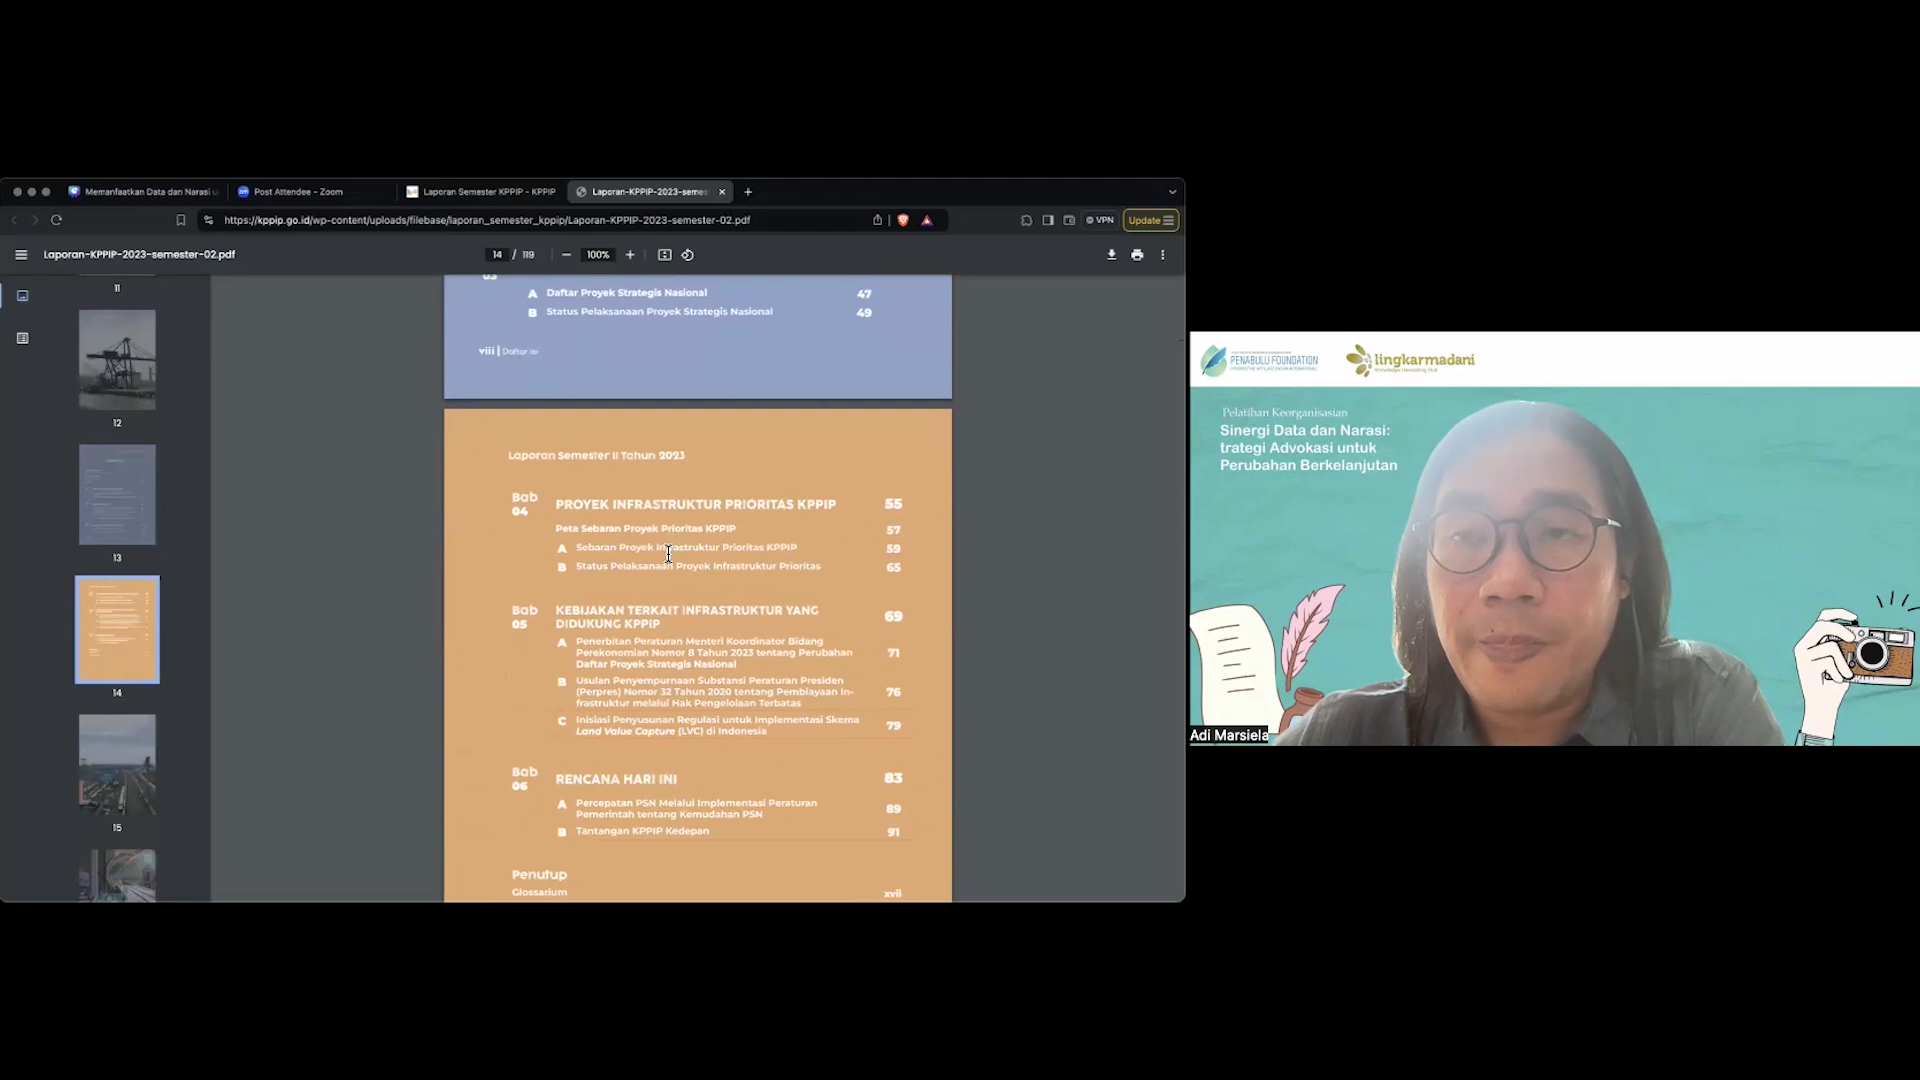 Memanfaatkan Data dan Narasi u
Post Attendee - Zoom
Laporan Semester KPPIP - KPPIP
Laporan-KPPIP-2023-semes
https://kppip.go.id/wp-content/uploads/filebase/laporan_semester_kppip/Laporan-KPPIP-2023-semester-02.pdf
VPN
Update
Laporan-KPPIP-2023-semester-02.pdf
14 / 119
100%
11
12
13
14
15
03
A Daftar Proyek Strategis Nasional 47
B Status Pelaksanaan Proyek Strategis Nasional 49
viii | Daftar Isi
Laporan Semester II Tahun 2023
Bab 04 PROYEK INFRASTRUKTUR PRIORITAS KPPIP 55
Peta Sebaran Proyek Prioritas KPPIP 57
A Sebaran Proyek Infrastruktur Prioritas KPPIP 59
B Status Pelaksanaan Proyek Infrastruktur Prioritas 65
Bab 05 KEBIJAKAN TERKAIT INFRASTRUKTUR YANG
DIDUKUNG KPPIP 69
A Penerbitan Peraturan Menteri Koordinator Bidang
Perekonomian Nomor 8 Tahun 2023 tentang Perubahan
Daftar Proyek Strategis Nasional 71
B Usulan Penyempurnaan Substansi Peraturan Presiden
(Perpres) Nomor 32 Tahun 2020 tentang Pembiayaan In-
frastruktur melalui Hak Pengelolaan Terbatas 76
C Inisiasi Penyusunan Regulasi untuk Implementasi Skema
Land Value Capture (LVC) di Indonesia 79
Bab 06 RENCANA HARI INI 83
A Percepatan PSN Melalui Implementasi Peraturan
Pemerintah tentang Kemudahan PSN 89
B Tantangan KPPIP Kedepan 91
Penutup
Glossarium xvii
PENABULU FOUNDATION
lingkarmadani
Knowledge Harvesting Hub
Pelatihan Keorganisasian
Sinergi Data dan Narasi:
trategi Advokasi untuk
Perubahan Berkelanjutan
Adi Marsiela